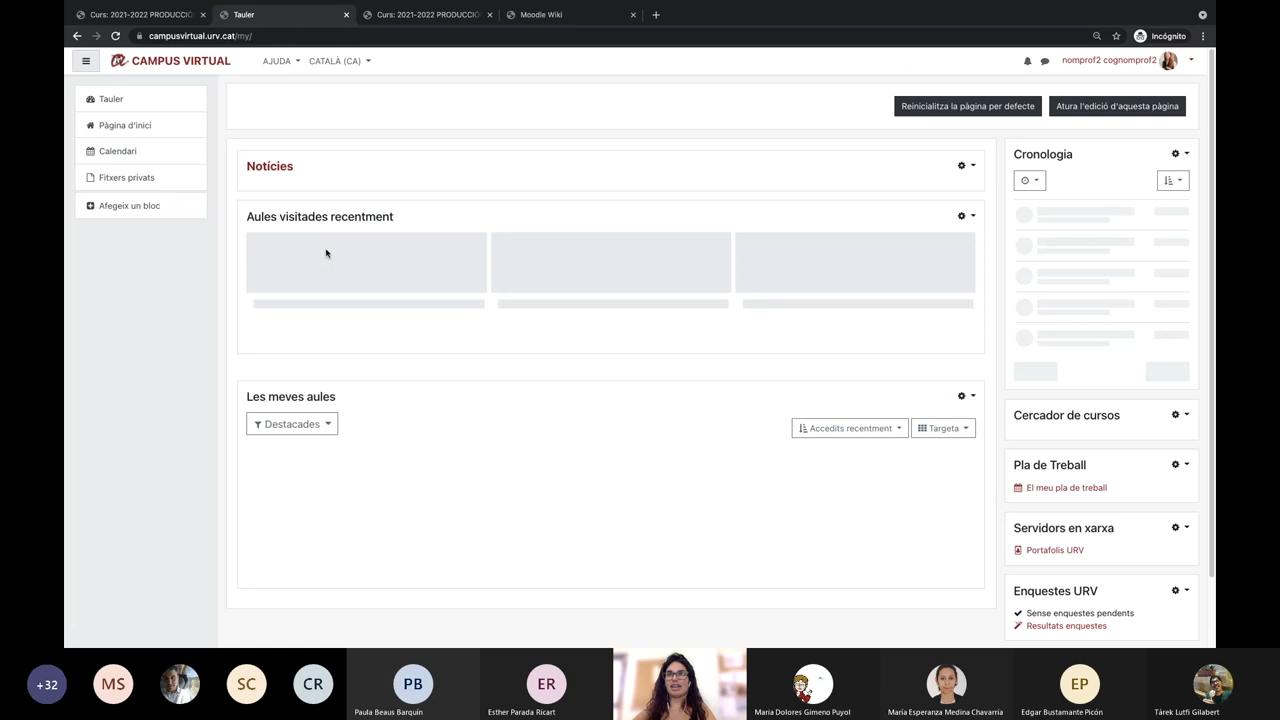 Curs: 2021-2022 PRODUCCIÓ
Tauler
Curs: 2021-2022 PRODUCCIÓ
Moodle Wiki
campusvirtual.urv.cat/my/
Incógnito
CAMPUS VIRTUAL
AJUDA
CATALÀ (CA)
nomprof2 cognomprof2
Tauler
Pàgina d'inici
Calendari
Fitxers privats
Afegeix un bloc
Reinicialitza la pàgina per defecte
Atura l'edició d'aquesta pàgina
Notícies
Aules visitades recentment
Les meves aules
Destacades
Accedits recentment
Targeta
Cronologia
Cercador de cursos
Pla de Treball
El meu pla de treball
Servidors en xarxa
Portafolis URV
Enquestes URV
Sense enquestes pendents
Resultats enquestes
+32
MS
SC
CR
PB
Paula Beaus Barquín
ER
Esther Parada Ricart
Maria Dolores Gimeno Puyol
María Esperanza Medina Chavarría
EP
Edgar Bustamante Picón
Tárek Lutfi Gilabert